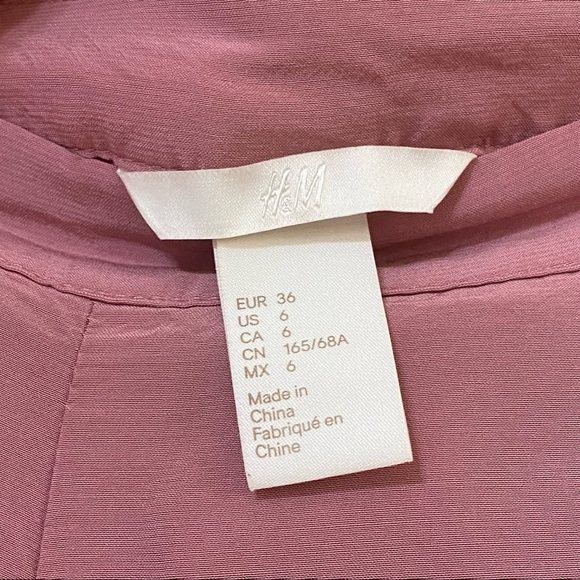 H&M
EUR 36
US 6
CA 6
CN 165/68A
MX 6
Made in
China
Fabriqué en
Chine